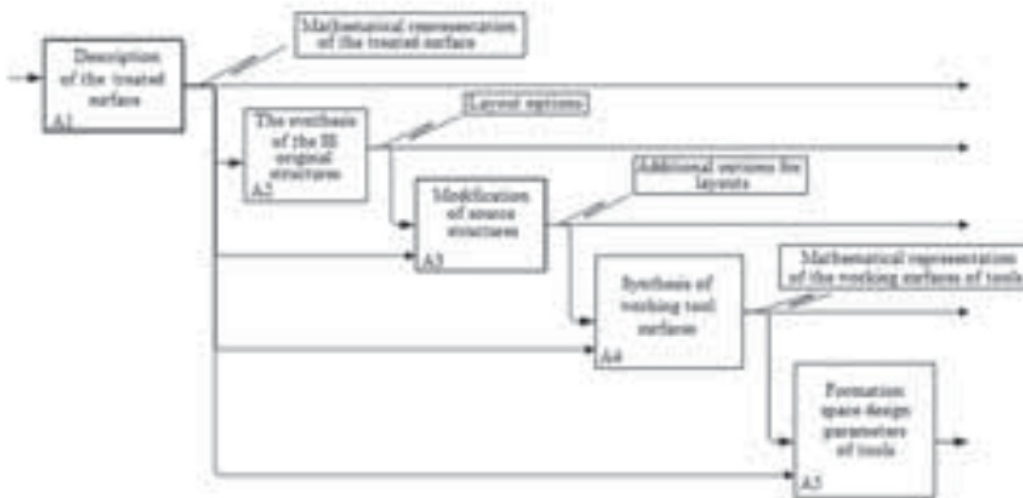 Description
of the treated
surface
A1
Mathematical representation
of the treated surface
The synthesis
of the
original
structures
A2
Layout options
Modification
of source
structures
A3
Additional options for
layouts
Synthesis of
working tool
surfaces
A4
Mathematical representation
of the working surfaces of tools
Formation
space design
parameters
of tools
A5